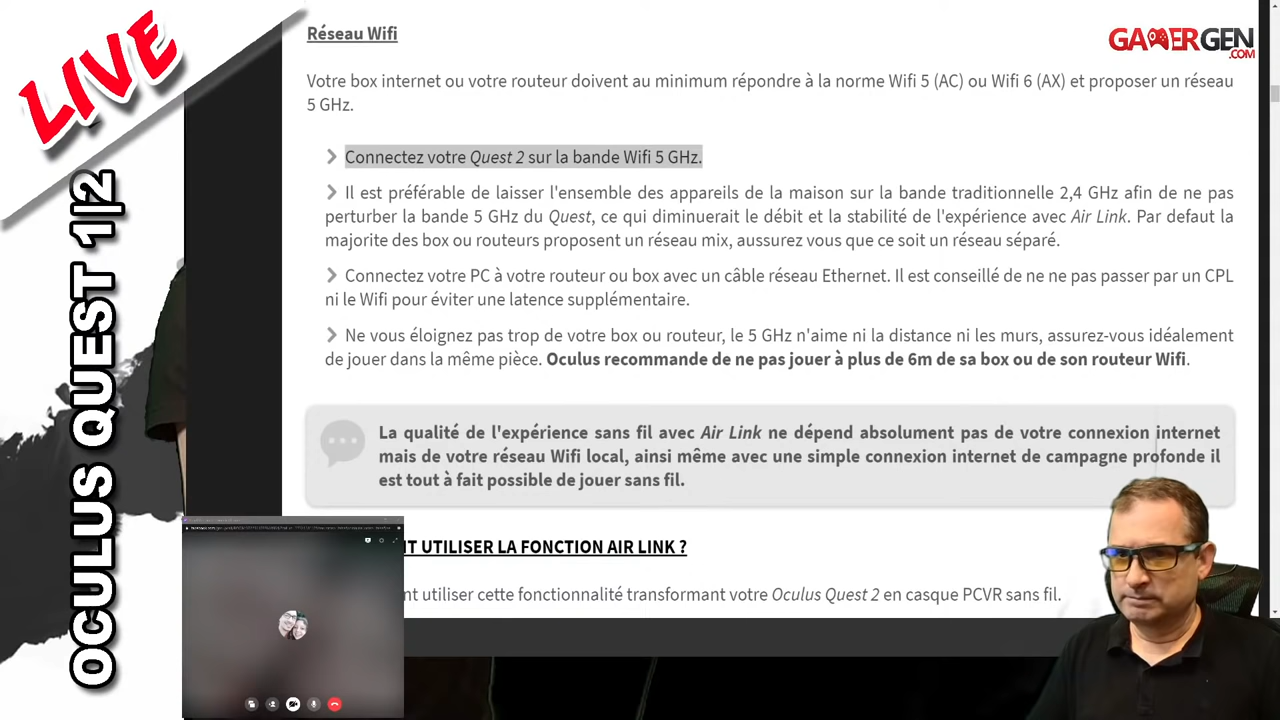 LIVE
OCULUS QUEST 1|2
GAMERGEN
.COM
Réseau Wifi
Votre box internet ou votre routeur doivent au minimum répondre à la norme Wifi 5 (AC) ou Wifi 6 (AX) et proposer un réseau
5 GHz.
Connectez votre Quest 2 sur la bande Wifi 5 GHz.
Il est préférable de laisser l'ensemble des appareils de la maison sur la bande traditionnelle 2,4 GHz afin de ne pas
perturber la bande 5 GHz du Quest, ce qui diminuerait le débit et la stabilité de l'expérience avec Air Link. Par defaut la
majorite des box ou routeurs proposent un réseau mix, aussurez vous que ce soit un réseau séparé.
Connectez votre PC à votre routeur ou box avec un câble réseau Ethernet. Il est conseillé de ne ne pas passer par un CPL
ni le Wifi pour éviter une latence supplémentaire.
Ne vous éloignez pas trop de votre box ou routeur, le 5 GHz n'aime ni la distance ni les murs, assurez-vous idéalement
de jouer dans la même pièce. Oculus recommande de ne pas jouer à plus de 6m de sa box ou de son routeur Wifi.
La qualité de l'expérience sans fil avec Air Link ne dépend absolument pas de votre connexion internet
mais de votre réseau Wifi local, ainsi même avec une simple connexion internet de campagne profonde il
est tout à fait possible de jouer sans fil.
NT UTILISER LA FONCTION AIR LINK ?
nt utiliser cette fonctionnalité transformant votre Oculus Quest 2 en casque PCVR sans fil.